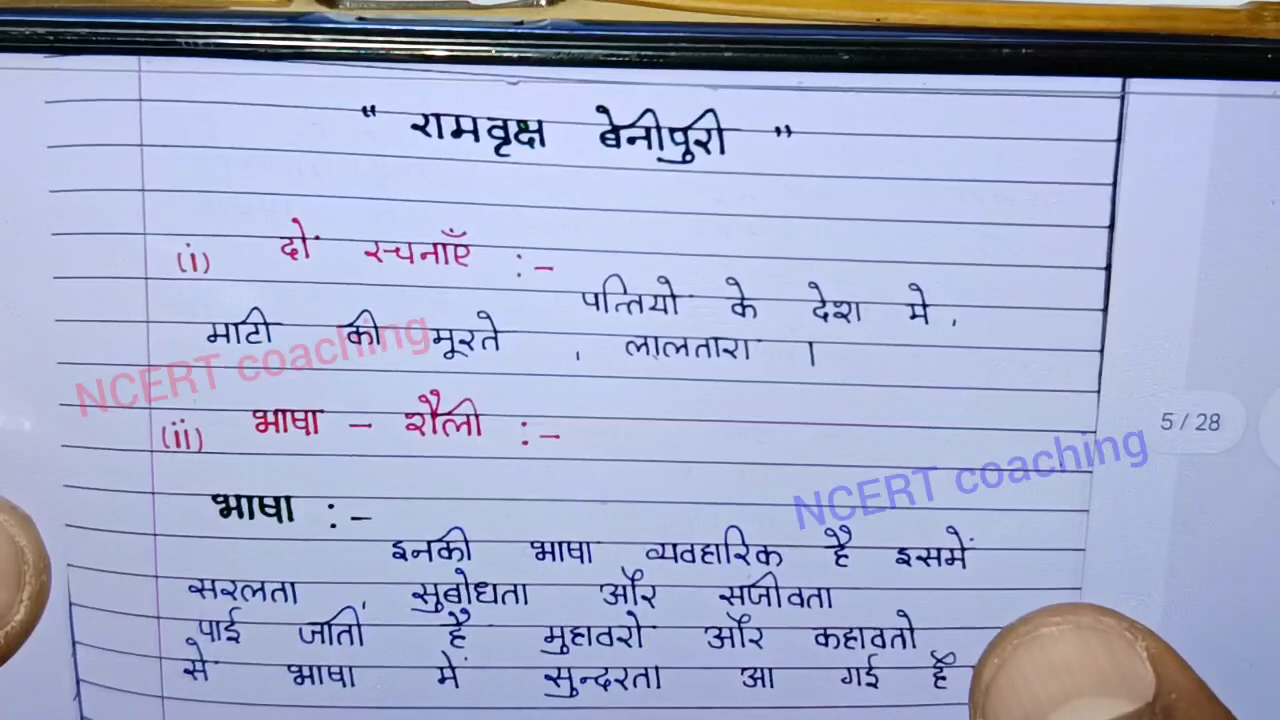 " रामवृक्ष बेनीपुरी "
(i) दो रचनाएँ :-
पत्तियो के देश मे,
माटी की मूरते , लालतारा ।
NCERT coaching
(ii) भाषा - शैली :-
5 / 28
NCERT coaching
भाषा :-
इनकी भाषा व्यवहारिक है इसमें
सरलता , सुबोधता और सजीवता
पाई जाती है मुहावरो और कहावतो
से भाषा में सुन्दरता आ गई है